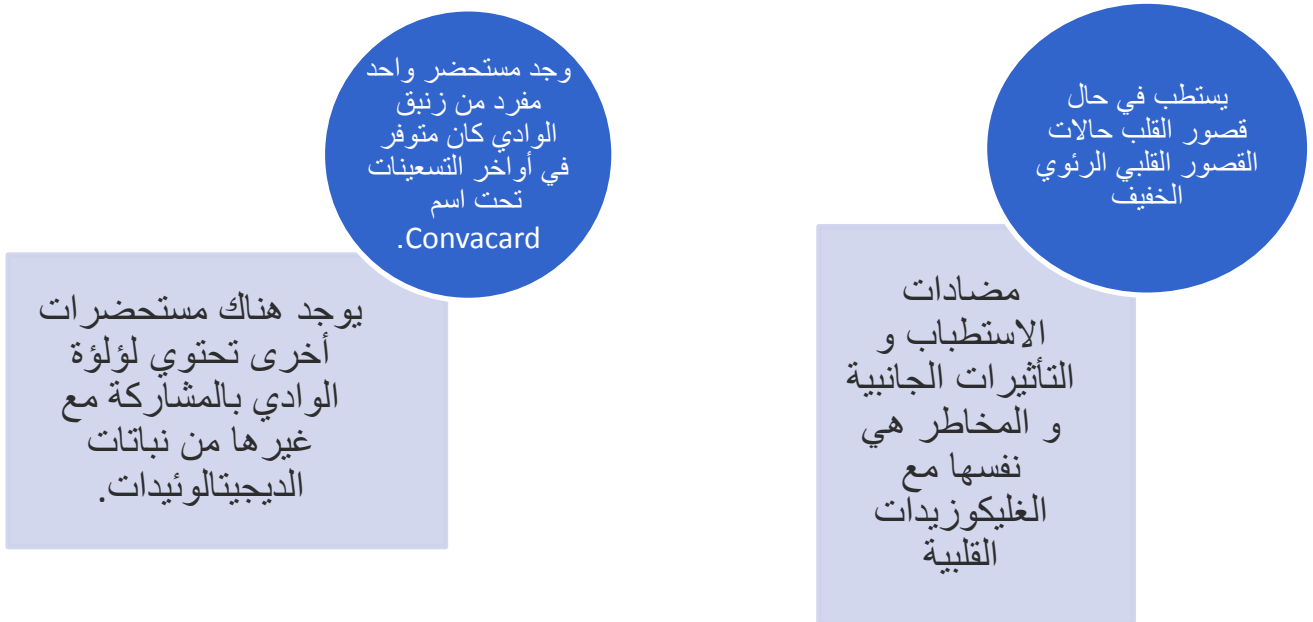 يستطب في حال
قصور القلب حالات
القصور القلبي الرئوي
الخفيف
مضادات
الاستطباب و
التأثيرات الجانبية
و المخاطر هي
نفسها مع
الغليكوزيدات
القلبية
وجد مستحضر واحد
مفرد من زنبق
الوادي كان متوفر
في أواخر التسعينات
تحت اسم
Convacard.
يوجد هناك مستحضرات
أخرى تحتوي لؤلؤة
الوادي بالمشاركة مع
غيرها من نباتات
الديجيتالوئيدات.